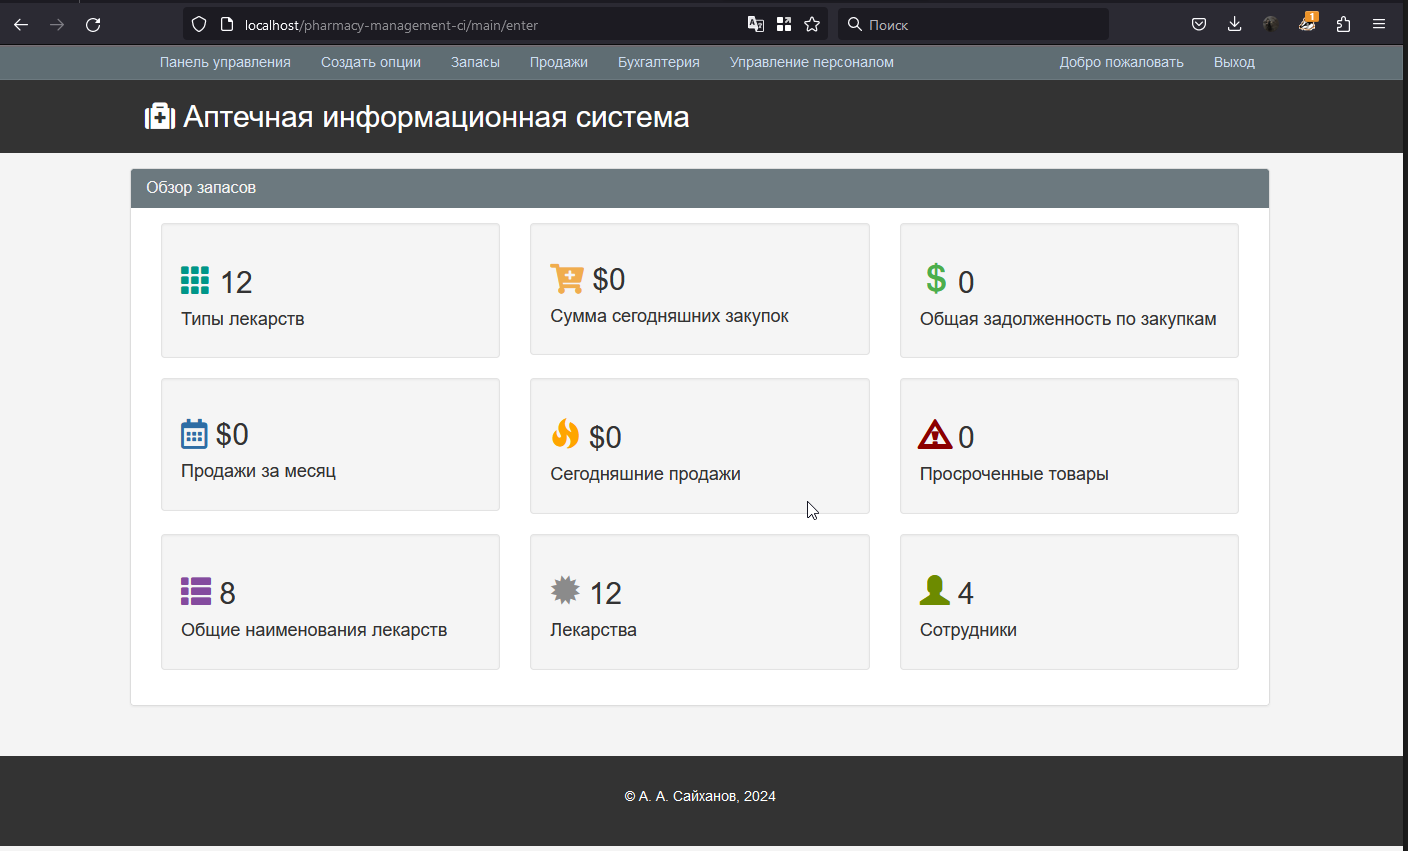 localhost/pharmacy-management-ci/main/enter
Поиск
1
Панель управления Создать опции Запасы Продажи Бухгалтерия Управление персоналом Добро пожаловать Выход
Аптечная информационная система
Обзор запасов
12
Типы лекарств
$0
Сумма сегодняшних закупок
$ 0
Общая задолженность по закупкам
$0
Продажи за месяц
$0
Сегодняшние продажи
0
Просроченные товары
8
Общие наименования лекарств
12
Лекарства
4
Сотрудники
© А. А. Сайханов, 2024